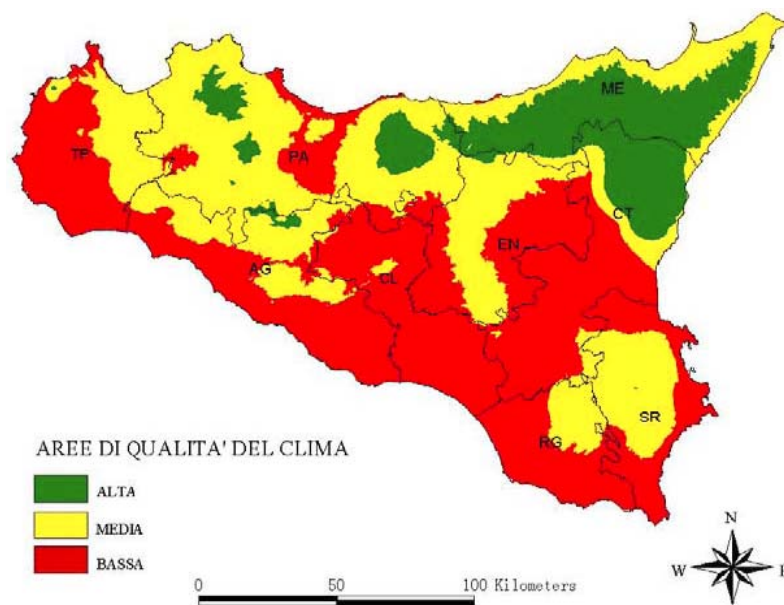 ME
TP
PA
CT
EN
AG
CL
SR
RG
AREE DI QUALITA' DEL CLIMA
ALTA
MEDIA
BASSA
N
W
E
S
0 50 100 Kilometers